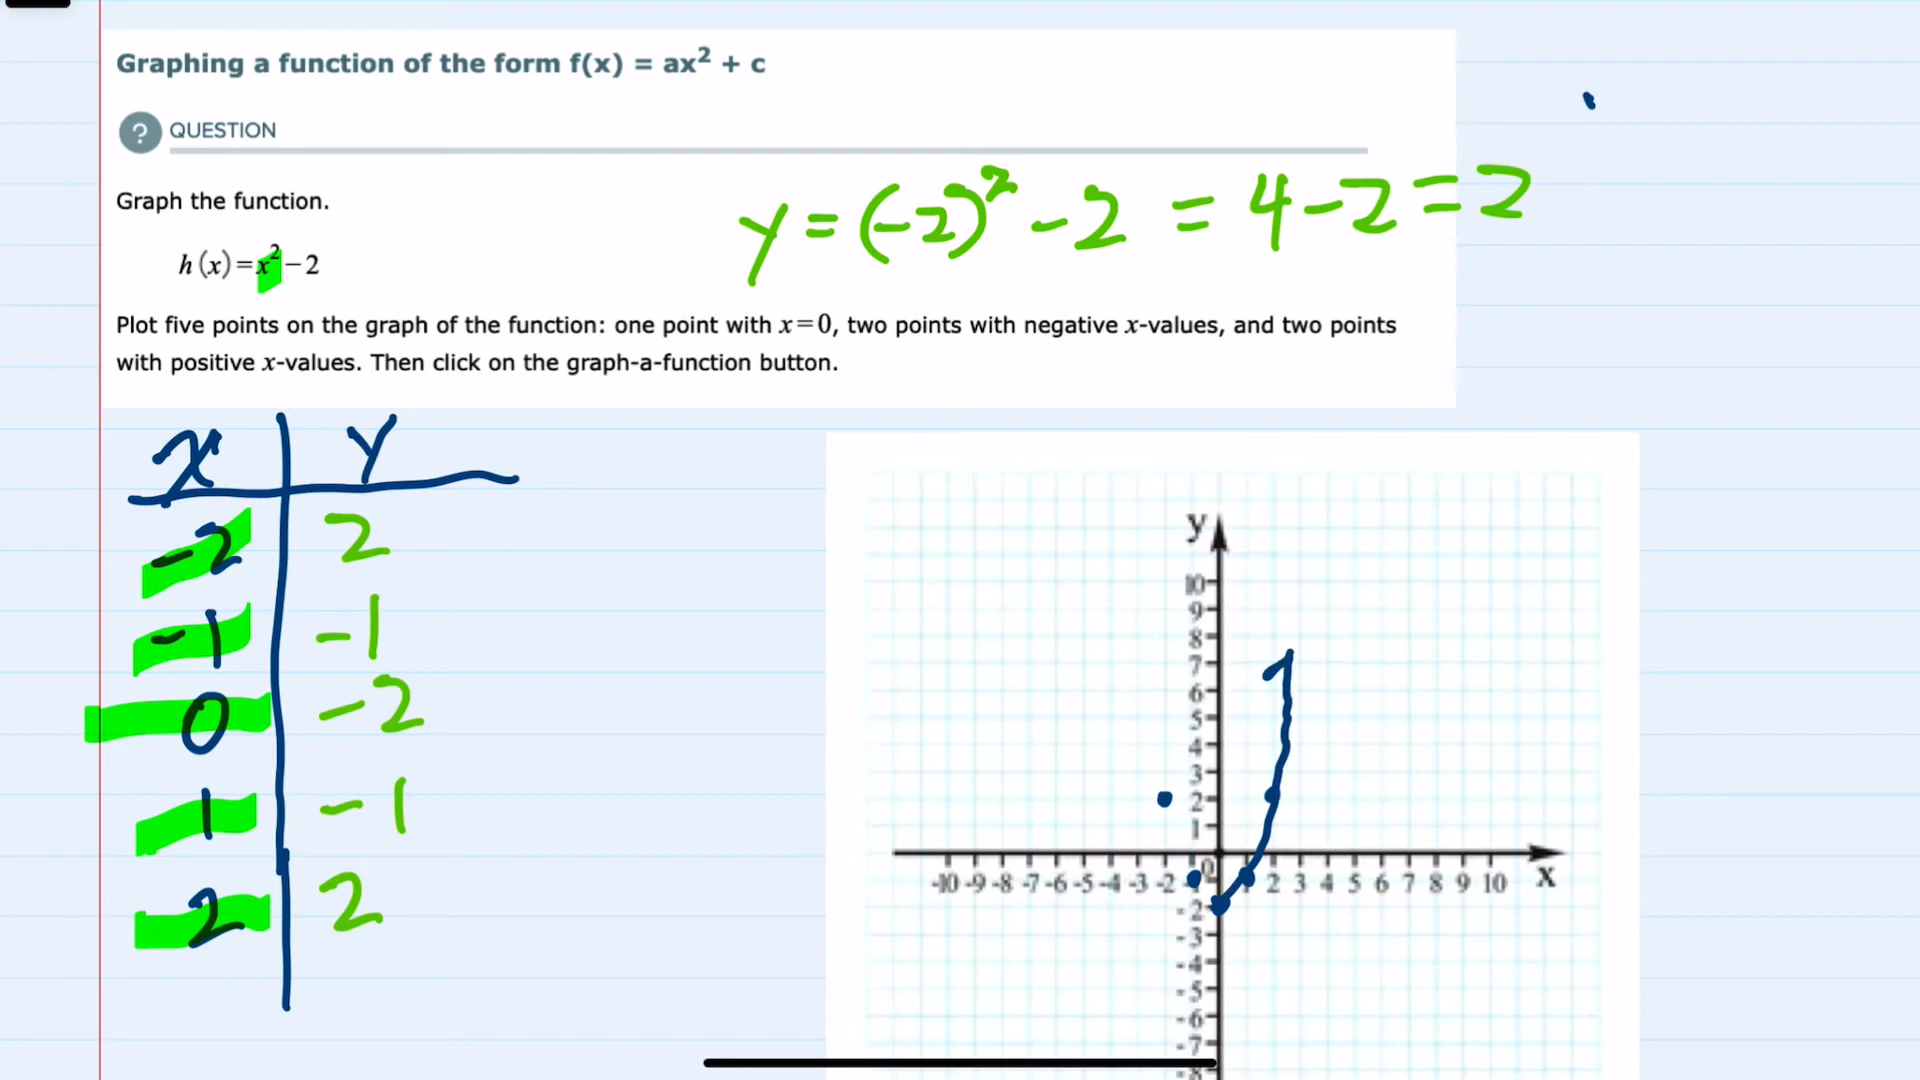 Graphing a function of the form f(x) = ax² + c
? QUESTION
Graph the function.
y = (-2)² - 2 = 4 - 2 = 2
h (x) = x² − 2
Plot five points on the graph of the function: one point with x=0, two points with negative x-values, and two points
with positive x-values. Then click on the graph-a-function button.
x y
-2 2
-1 -1
0 -2
1 -1
2 2
y
10
9
8
7
6
5
4
3
2
1
-10 -9 -8 -7 -6 -5 -4 -3 -2 0 2 3 4 5 6 7 8 9 10 x
-2
-3
-4
-5
-6
-7
-8